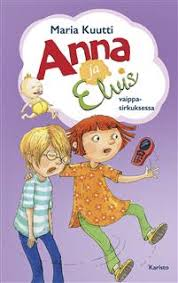 Maria Kuutti
Anna
ja
Elvis
vaippa-
sirkuksessa
Karisto